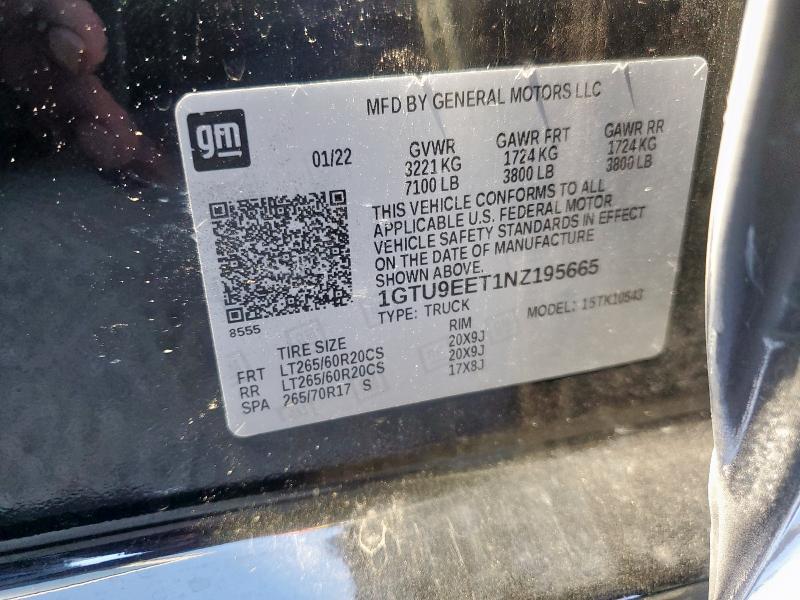 MFD BY GENERAL MOTORS LLC
gm
01/22
GVWR
3221 KG
7100 LB
GAWR FRT
1724 KG
3800 LB
GAWR RR
1724 KG
3800 LB
THIS VEHICLE CONFORMS TO ALL
APPLICABLE U.S. FEDERAL MOTOR
VEHICLE SAFETY STANDARDS IN EFFECT
ON THE DATE OF MANUFACTURE
SHOWN ABOVE.
1GTU9EET1NZ195665
TYPE: TRUCK
MODEL: 15TK10543
8555
TIRE SIZE RIM
FRT LT265/60R20CS 20X9J
RR LT265/60R20CS 20X9J
SPA 265/70R17 S 17X8J